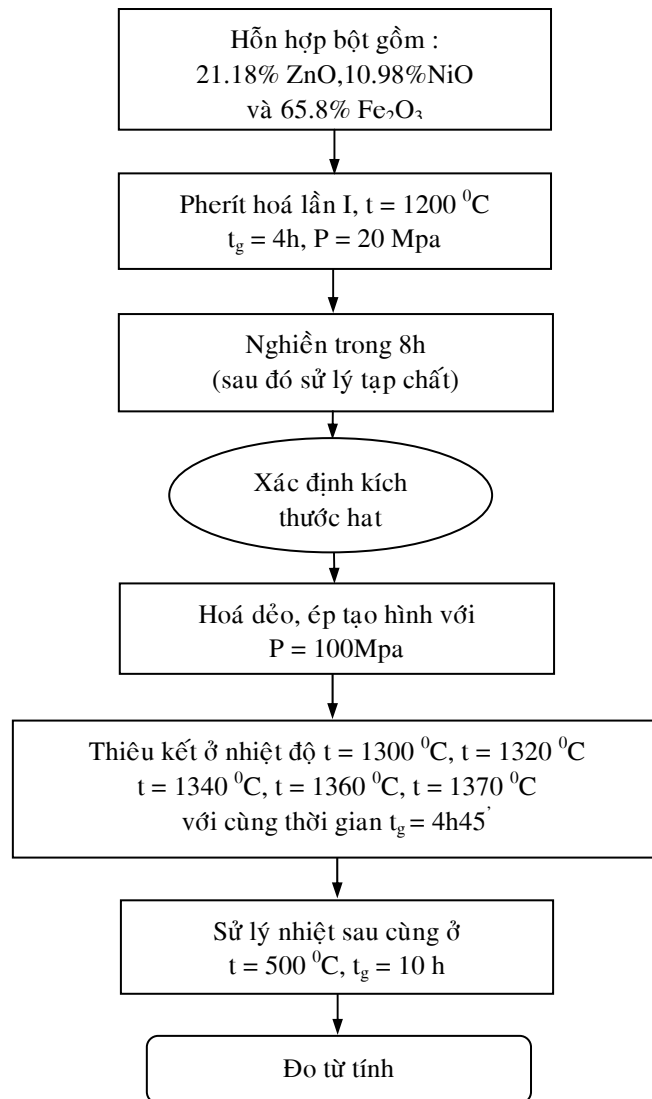 Hỗn hợp bột gồm :
21.18% ZnO,10.98%NiO
và 65.8% Fe₂O₃
Pherít hoá lần I, t = 1200 ⁰C
t_g = 4h, P = 20 Mpa
Nghiền trong 8h
(sau đó sử lý tạp chất)
Xác định kích
thước hat
Hoá dẻo, ép tạo hình với
P = 100Mpa
Thiêu kết ở nhiệt độ t = 1300 ⁰C, t = 1320 ⁰C
t = 1340 ⁰C, t = 1360 ⁰C, t = 1370 ⁰C
với cùng thời gian t_g = 4h45’
Sử lý nhiệt sau cùng ở
t = 500 ⁰C, t_g = 10 h
Đo từ tính